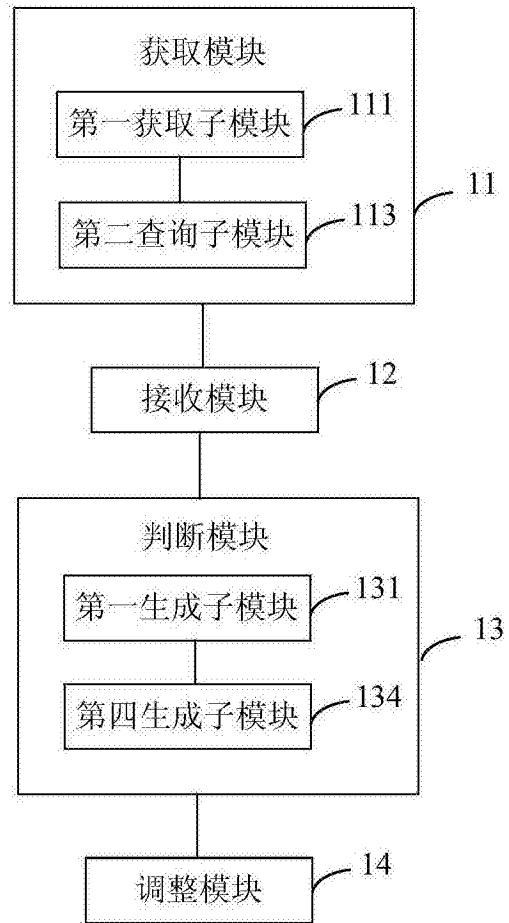 获取模块
第一获取子模块
111
第二查询子模块
113
11
接收模块
12
判断模块
第一生成子模块
131
13
第四生成子模块
134
调整模块
14